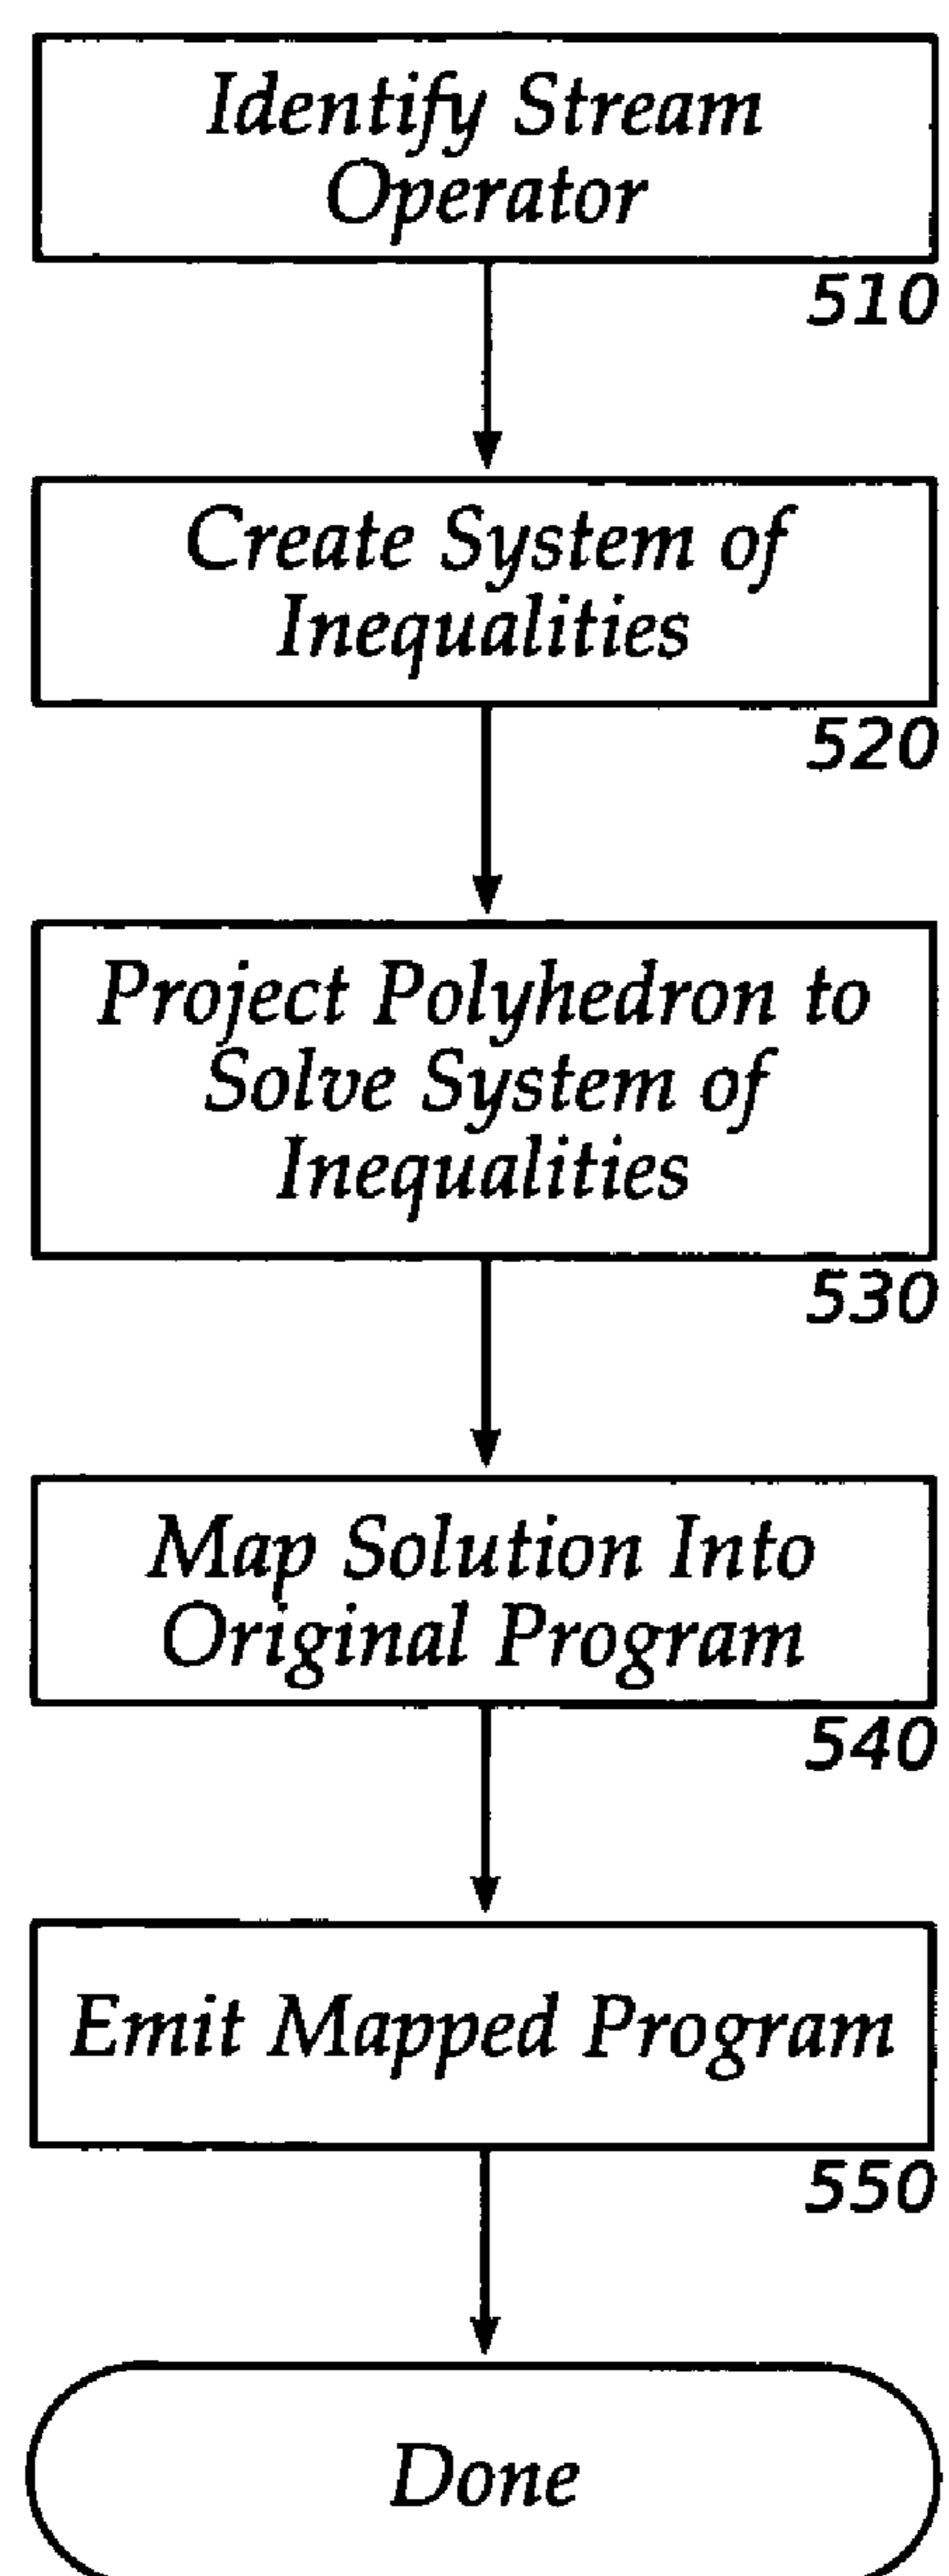 Identify Stream
Operator
510
Create System of
Inequalities
520
Project Polyhedron to
Solve System of
Inequalities
530
Map Solution Into
Original Program
540
Emit Mapped Program
550
Done